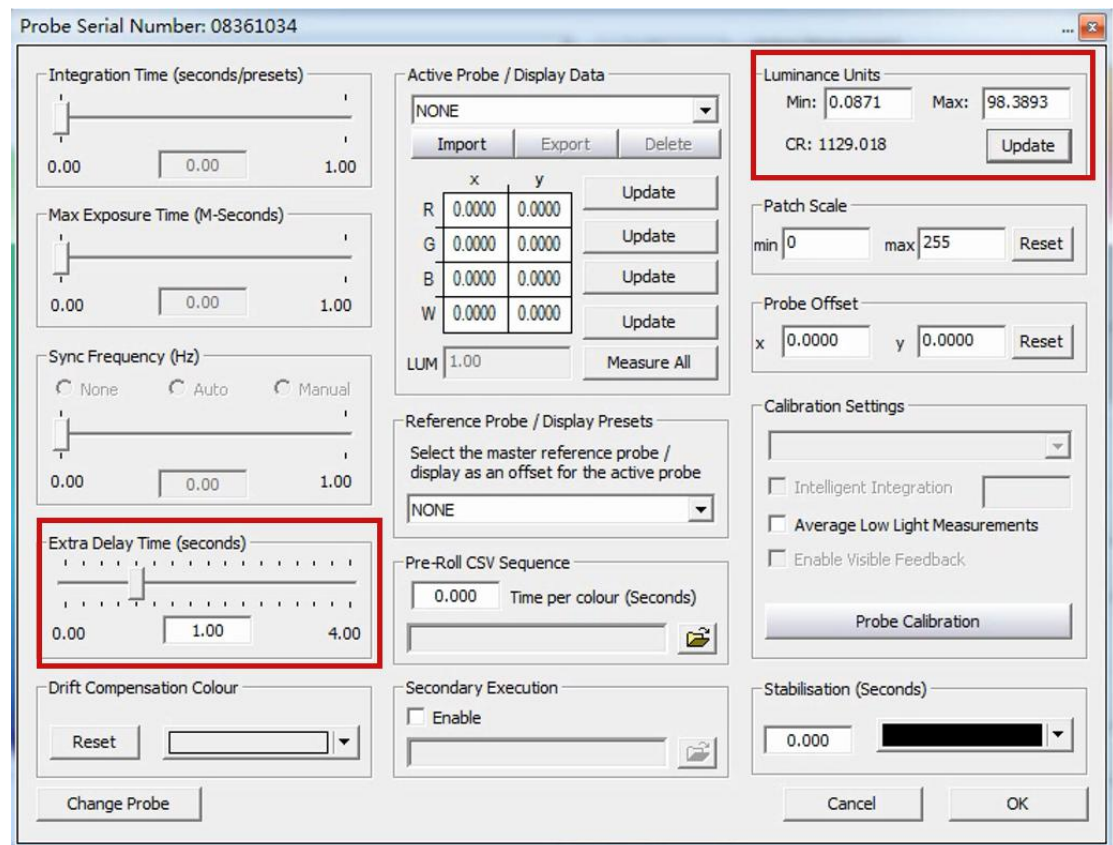 Probe Serial Number: 08361034
...
Integration Time (seconds/presets)
0.00 0.00 1.00
Max Exposure Time (M-Seconds)
0.00 0.00 1.00
Sync Frequency (Hz)
None Auto Manual
0.00 0.00 1.00
Extra Delay Time (seconds)
0.00 1.00 4.00
Drift Compensation Colour
Reset
Change Probe
Active Probe / Display Data
NONE
Import Export Delete
x y
R 0.0000 0.0000 Update
G 0.0000 0.0000 Update
B 0.0000 0.0000 Update
W 0.0000 0.0000 Update
LUM 1.00 Measure All
Reference Probe / Display Presets
Select the master reference probe /
display as an offset for the active probe
NONE
Pre-Roll CSV Sequence
0.000 Time per colour (Seconds)
Secondary Execution
Enable
Luminance Units
Min: 0.0871 Max: 98.3893
CR: 1129.018 Update
Patch Scale
min 0 max 255 Reset
Probe Offset
x 0.0000 y 0.0000 Reset
Calibration Settings
Intelligent Integration
Average Low Light Measurements
Enable Visible Feedback
Probe Calibration
Stabilisation (Seconds)
0.000
Cancel OK